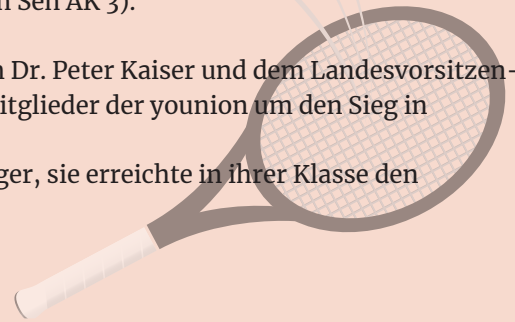 Sen AK 3).
Dr. Peter Kaiser und dem Landesvorsitzen-
itglieder der younion um den Sieg in
ger, sie erreichte in ihrer Klasse den